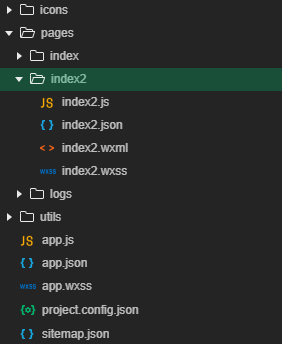 icons
pages
index
index2
JS index2.js
{ } index2.json
< > index2.wxml
wxss index2.wxss
logs
utils
JS app.js
{ } app.json
wxss app.wxss
{o} project.config.json
{ } sitemap.json